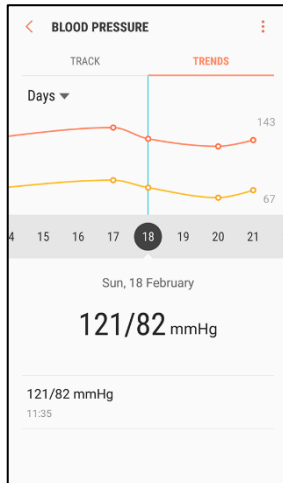 BLOOD PRESSURE
TRACK TRENDS
Days
143
67
4 15 16 17 18 19 20 21
Sun, 18 February
121/82 mmHg
121/82 mmHg
11:35